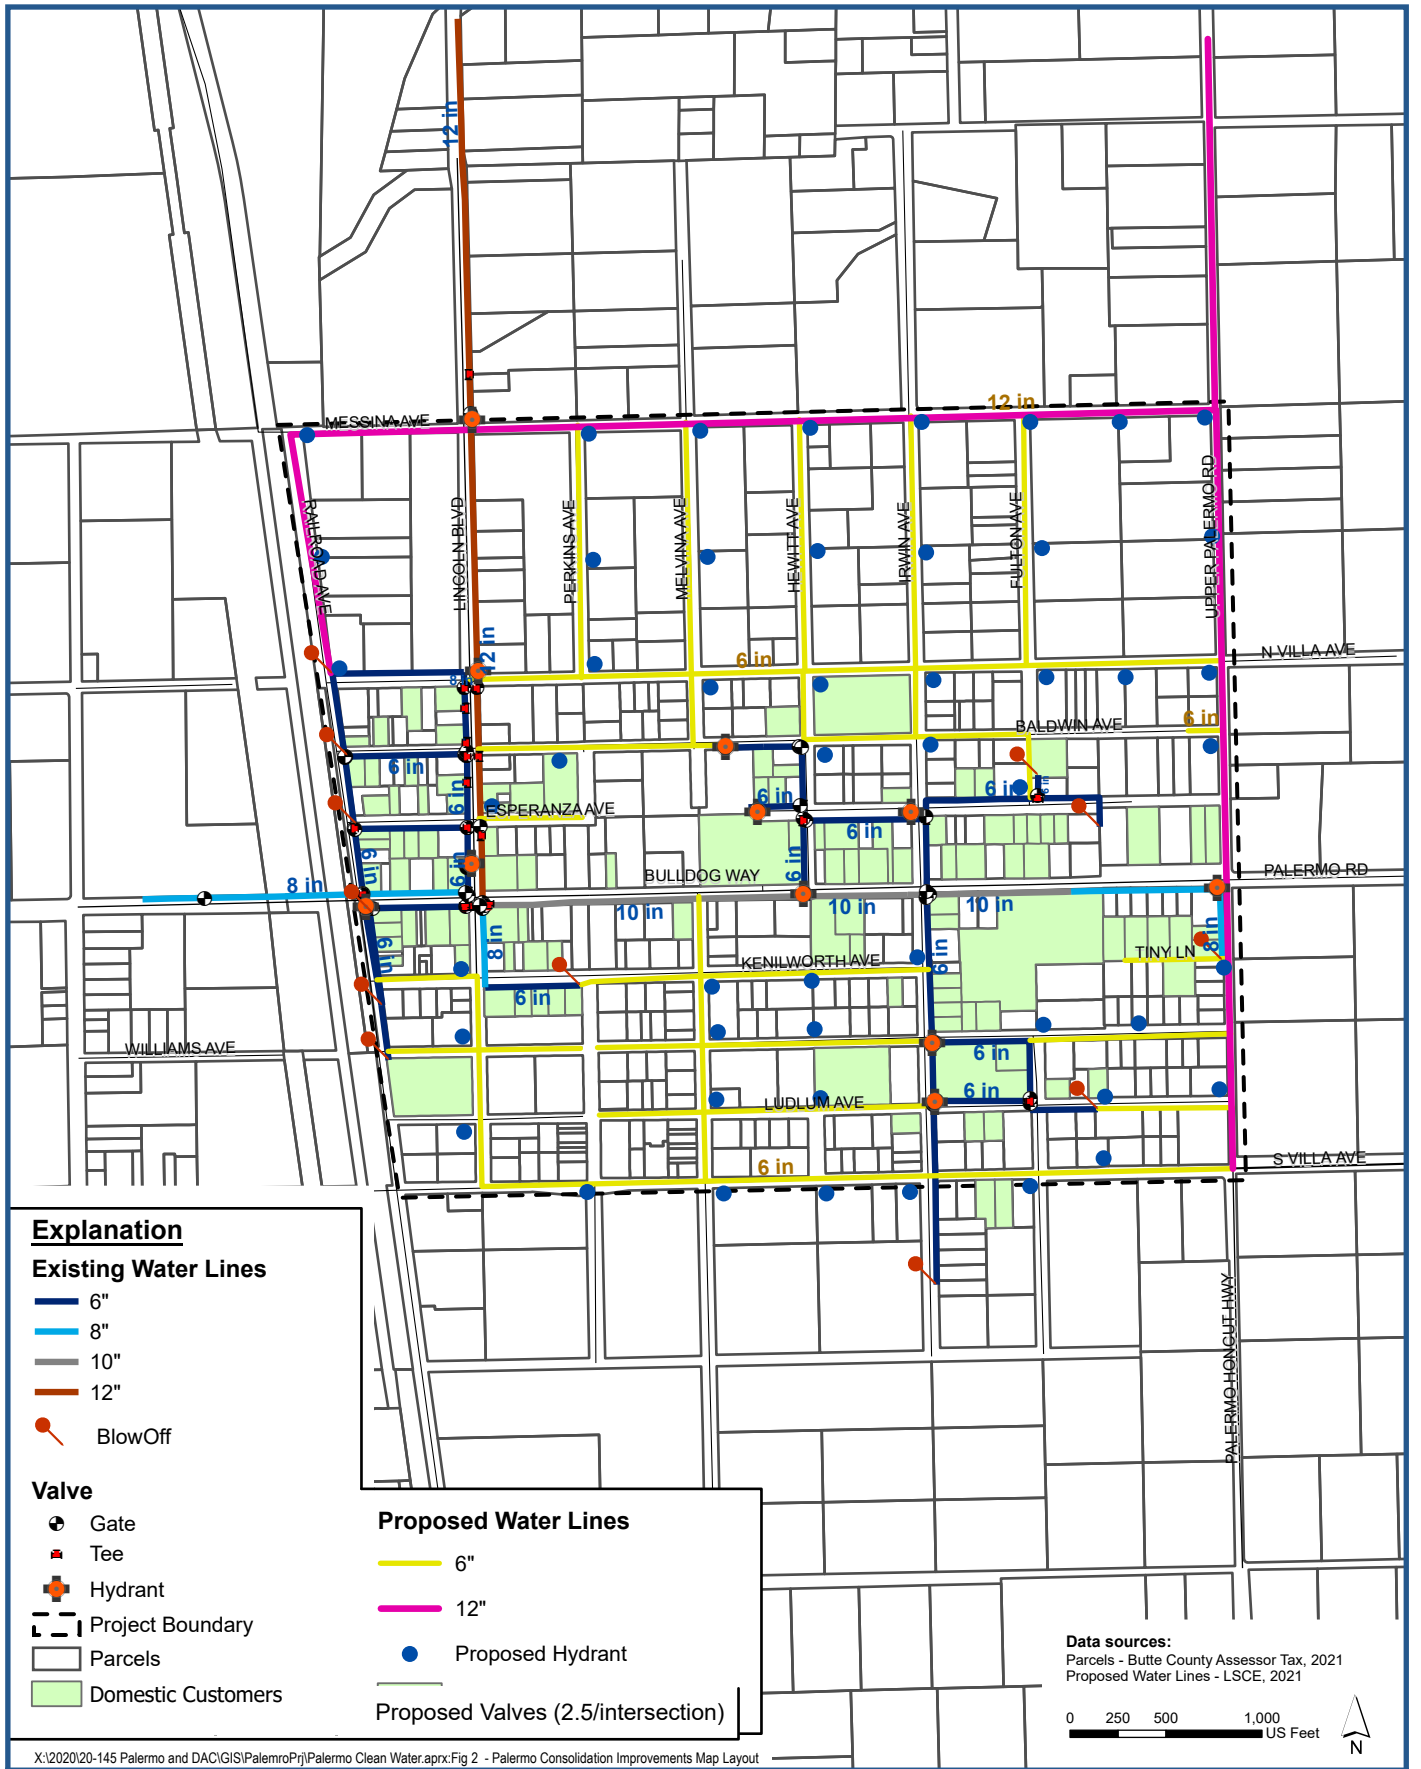 12 in
MESSINA AVE
12 in
RAILROAD AVE
LINCOLN BLVD
PERKINS AVE
MELVINA AVE
HEWITT AVE
IRWIN AVE
FULTON AVE
UPPER PALERMO RD
12 in
6 in
N VILLA AVE
6 in
BALDWIN AVE
6 in
6 in
6 in
6 in
6 in
ESPERANZA AVE
6 in
6 in
6 in
6 in
BULLDOG WAY
PALERMO RD
8 in
10 in
10 in
10 in
6 in
8 in
6 in
8 in
TINY LN
KENILWORTH AVE
6 in
WILLIAMS AVE
6 in
6 in
LUDLUM AVE
6 in
S VILLA AVE
PALERMO HONCUT HWY
Explanation
Existing Water Lines
6"
8"
10"
12"
BlowOff
Valve
Gate
Tee
Hydrant
Project Boundary
Parcels
Domestic Customers
Proposed Water Lines
6"
12"
Proposed Hydrant
Proposed Valves (2.5/intersection)
Data sources:
Parcels - Butte County Assessor Tax, 2021
Proposed Water Lines - LSCE, 2021
0 250 500 1,000
US Feet
N
X:\2020\20-145 Palermo and DAC\GIS\PalemroPrj\Palermo Clean Water.aprx:Fig 2 - Palermo Consolidation Improvements Map Layout